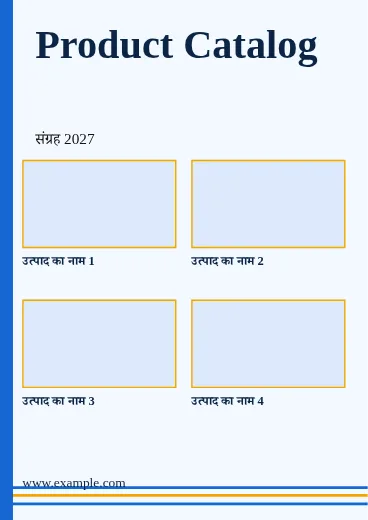 Product Catalog
संग्रह 2027
उत्पाद का नाम 1
उत्पाद का नाम 2
उत्पाद का नाम 3
उत्पाद का नाम 4
www.example.com